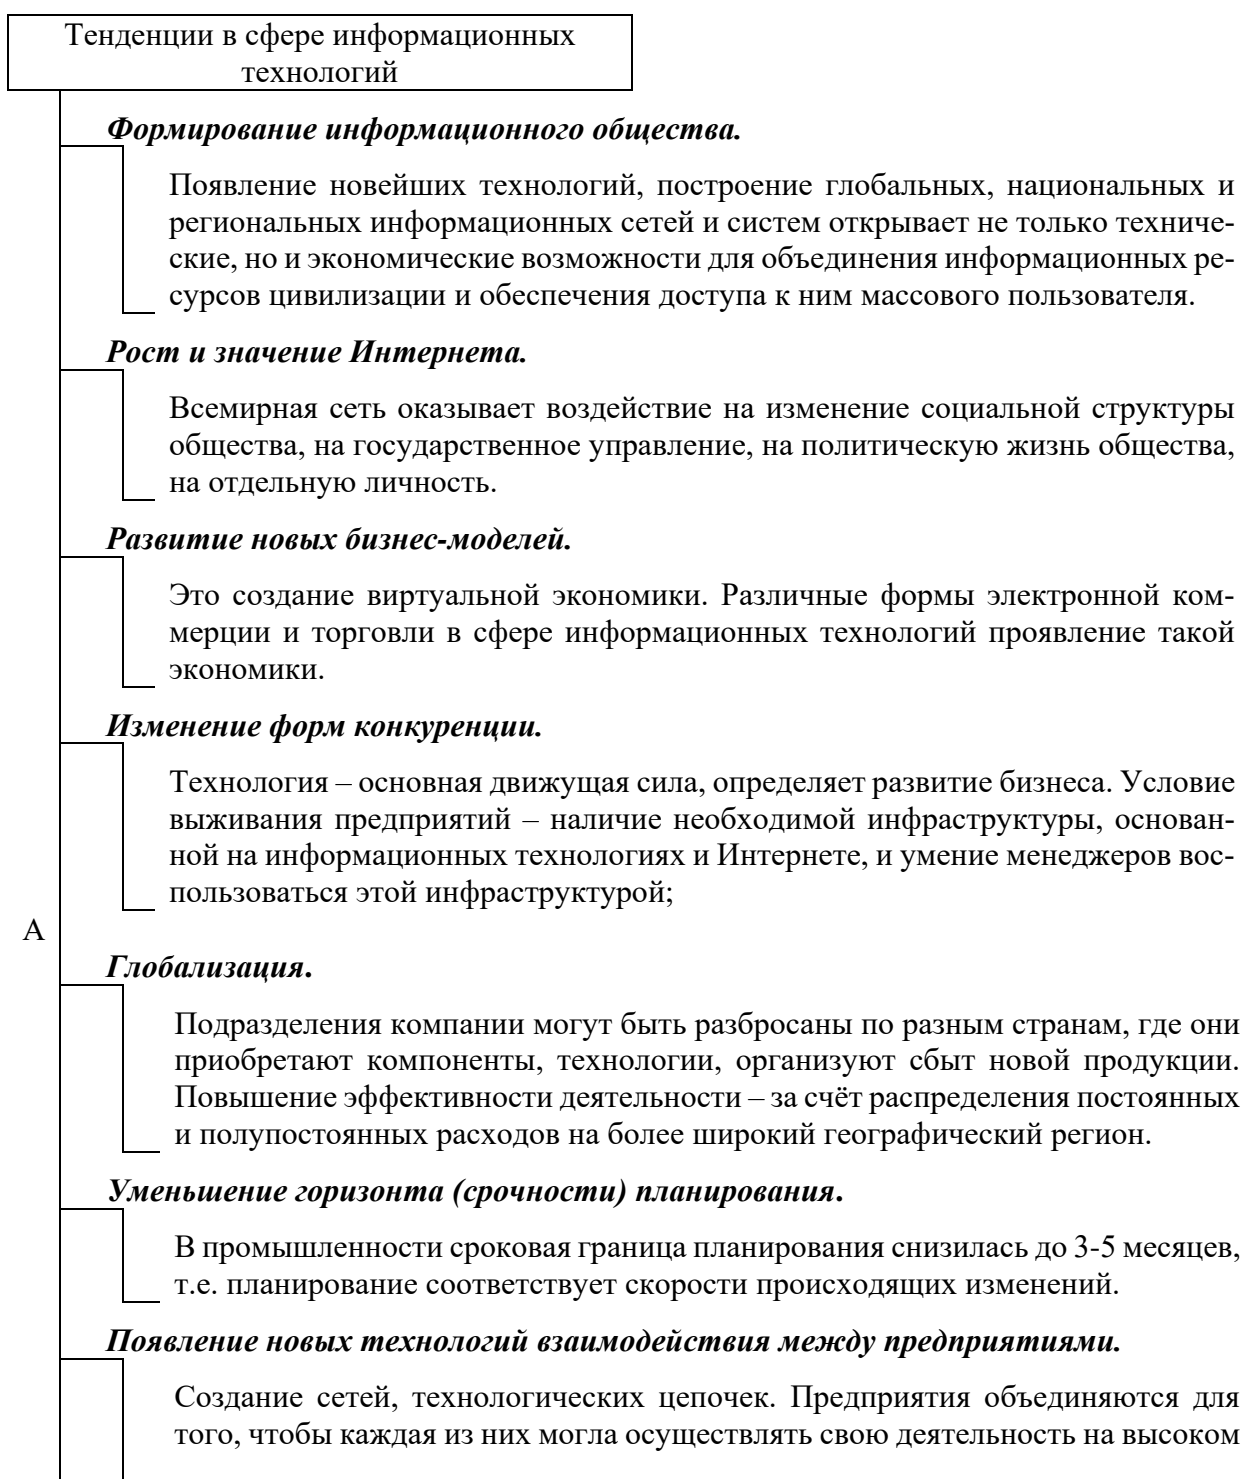 Тенденции в сфере информационных
технологий
Формирование информационного общества.
Появление новейших технологий, построение глобальных, национальных и
региональных информационных сетей и систем открывает не только техниче-
ские, но и экономические возможности для объединения информационных ре-
сурсов цивилизации и обеспечения доступа к ним массового пользователя.
Рост и значение Интернета.
Всемирная сеть оказывает воздействие на изменение социальной структуры
общества, на государственное управление, на политическую жизнь общества,
на отдельную личность.
Развитие новых бизнес-моделей.
Это создание виртуальной экономики. Различные формы электронной ком-
мерции и торговли в сфере информационных технологий проявление такой
экономики.
Изменение форм конкуренции.
Технология – основная движущая сила, определяет развитие бизнеса. Условие
выживания предприятий – наличие необходимой инфраструктуры, основан-
ной на информационных технологиях и Интернете, и умение менеджеров вос-
пользоваться этой инфраструктурой;
А
Глобализация.
Подразделения компании могут быть разбросаны по разным странам, где они
приобретают компоненты, технологии, организуют сбыт новой продукции.
Повышение эффективности деятельности – за счёт распределения постоянных
и полупостоянных расходов на более широкий географический регион.
Уменьшение горизонта (срочности) планирования.
В промышленности сроковая граница планирования снизилась до 3-5 месяцев,
т.е. планирование соответствует скорости происходящих изменений.
Появление новых технологий взаимодействия между предприятиями.
Создание сетей, технологических цепочек. Предприятия объединяются для
того, чтобы каждая из них могла осуществлять свою деятельность на высоком